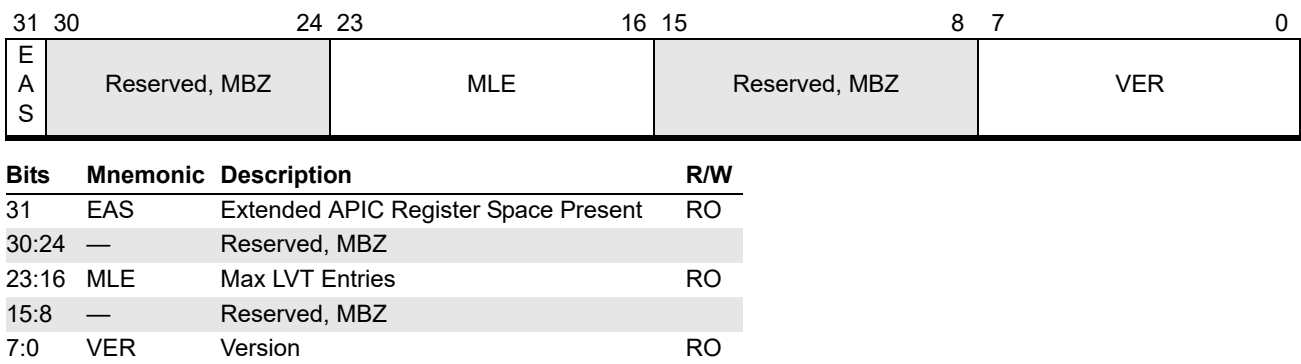 31 30 24 23 16 15 8 7 0
E
A
S
Reserved, MBZ MLE Reserved, MBZ VER
Bits Mnemonic Description R/W
31 EAS Extended APIC Register Space Present RO
30:24 — Reserved, MBZ
23:16 MLE Max LVT Entries RO
15:8 — Reserved, MBZ
7:0 VER Version RO